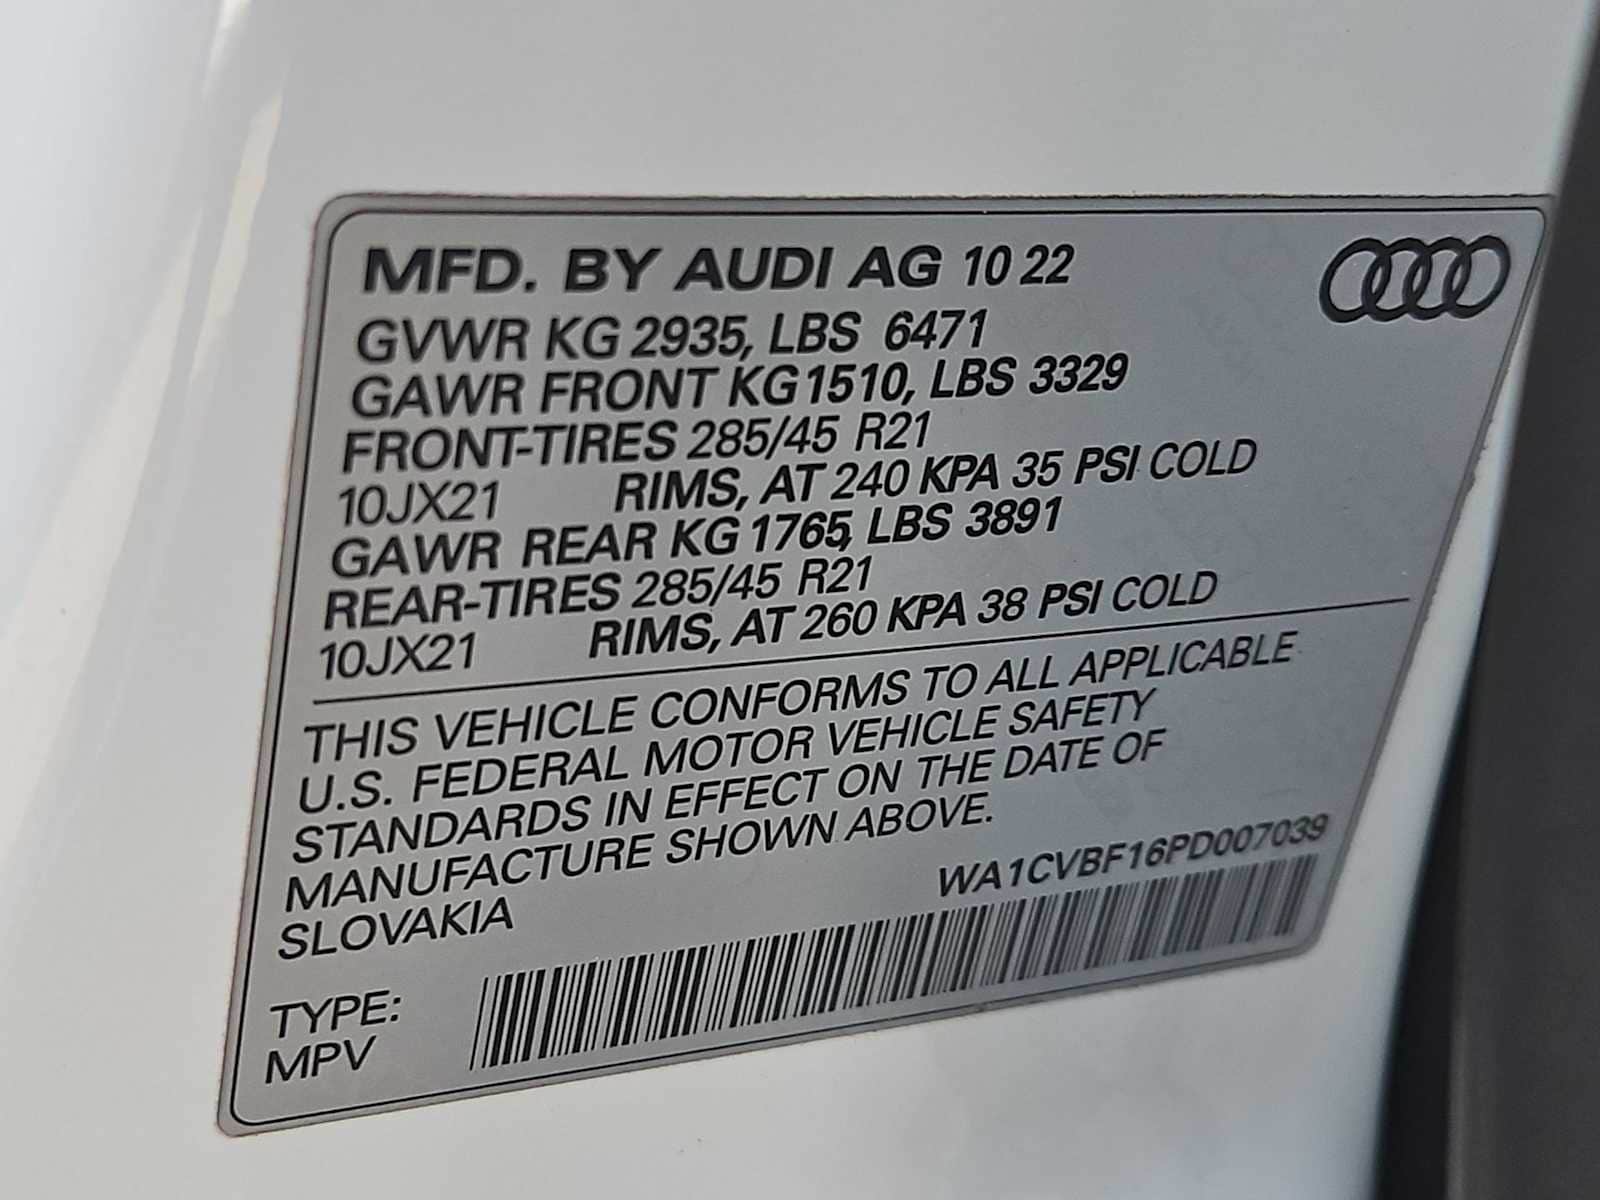 MFD. BY AUDI AG 10 22
GVWR KG 2935, LBS 6471
GAWR FRONT KG 1510, LBS 3329
FRONT-TIRES 285/45 R21
10JX21 RIMS, AT 240 KPA 35 PSI COLD
GAWR REAR KG 1765, LBS 3891
REAR-TIRES 285/45 R21
10JX21 RIMS, AT 260 KPA 38 PSI COLD
THIS VEHICLE CONFORMS TO ALL APPLICABLE
U.S. FEDERAL MOTOR VEHICLE SAFETY
STANDARDS IN EFFECT ON THE DATE OF
MANUFACTURE SHOWN ABOVE.
SLOVAKIA
WA1CVBF16PD007039
TYPE:
MPV